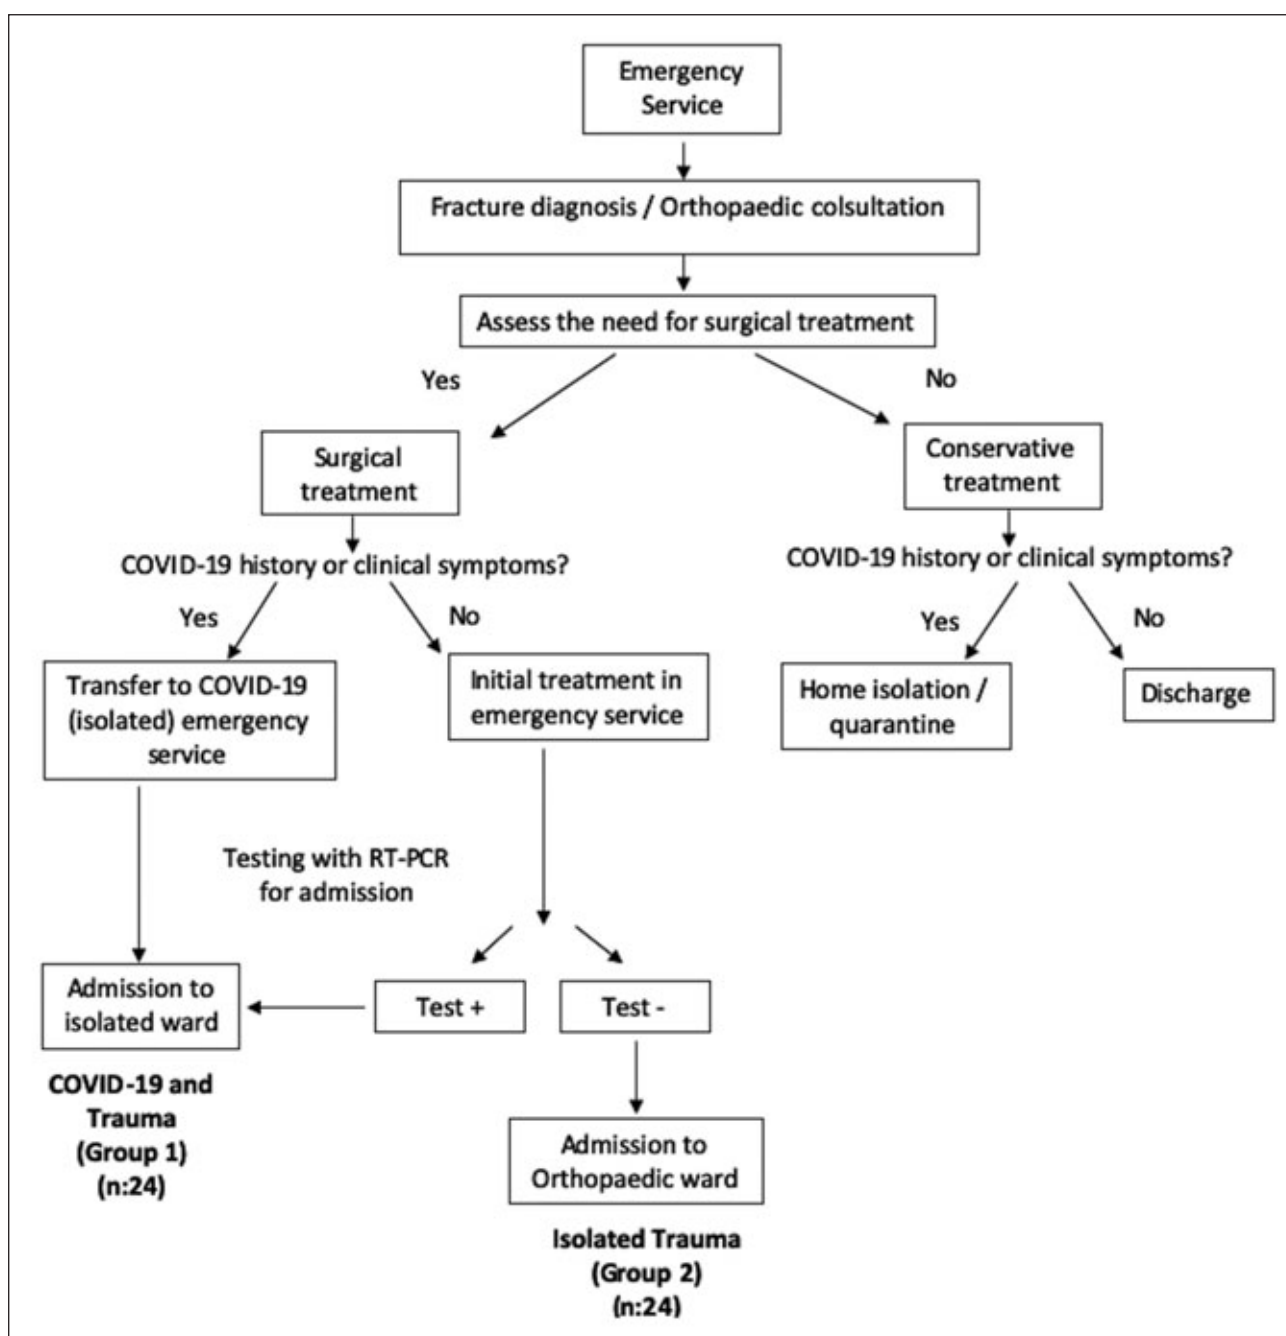 Emergency
Service
Fracture diagnosis / Orthopaedic colsultation
Assess the need for surgical treatment
Yes
No
Surgical
treatment
Conservative
treatment
COVID-19 history or clinical symptoms?
COVID-19 history or clinical symptoms?
Yes
No
Yes
No
Transfer to COVID-19
(isolated) emergency
service
Initial treatment in
emergency service
Home isolation /
quarantine
Discharge
Testing with RT-PCR
for admission
Admission to
isolated ward
Test +
Test -
COVID-19 and
Trauma
(Group 1)
(n:24)
Admission to
Orthopaedic ward
Isolated Trauma
(Group 2)
(n:24)